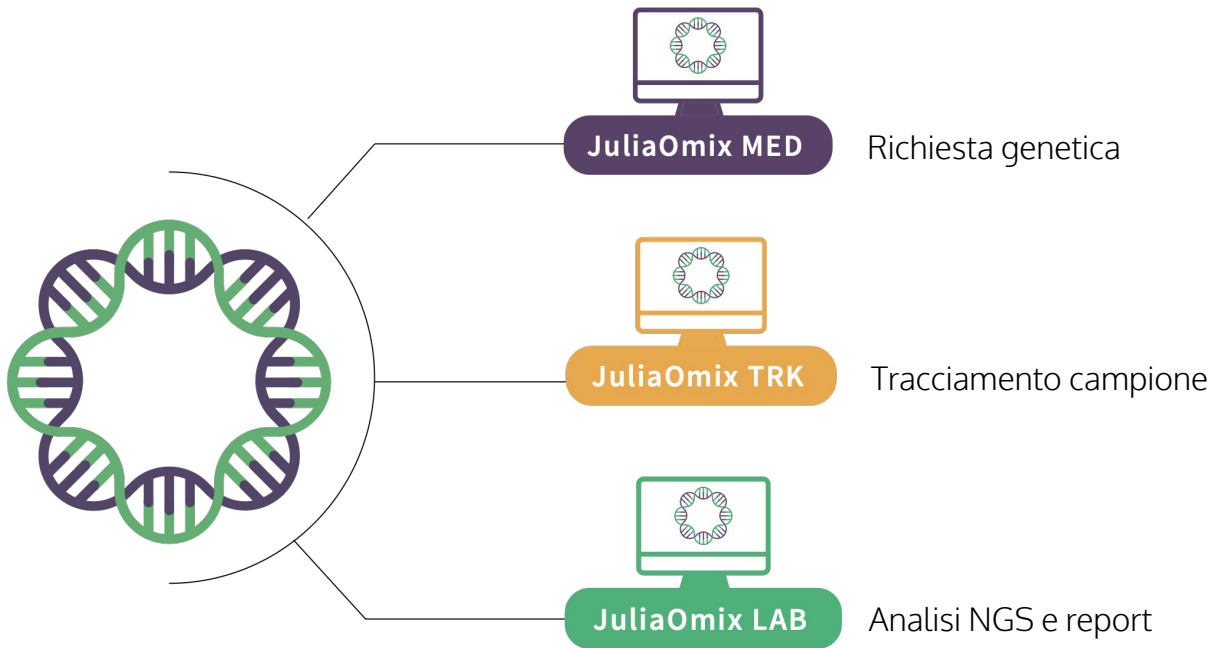 JuliaOmix MED
Richiesta genetica
JuliaOmix TRK
Tracciamento campione
JuliaOmix LAB
Analisi NGS e report